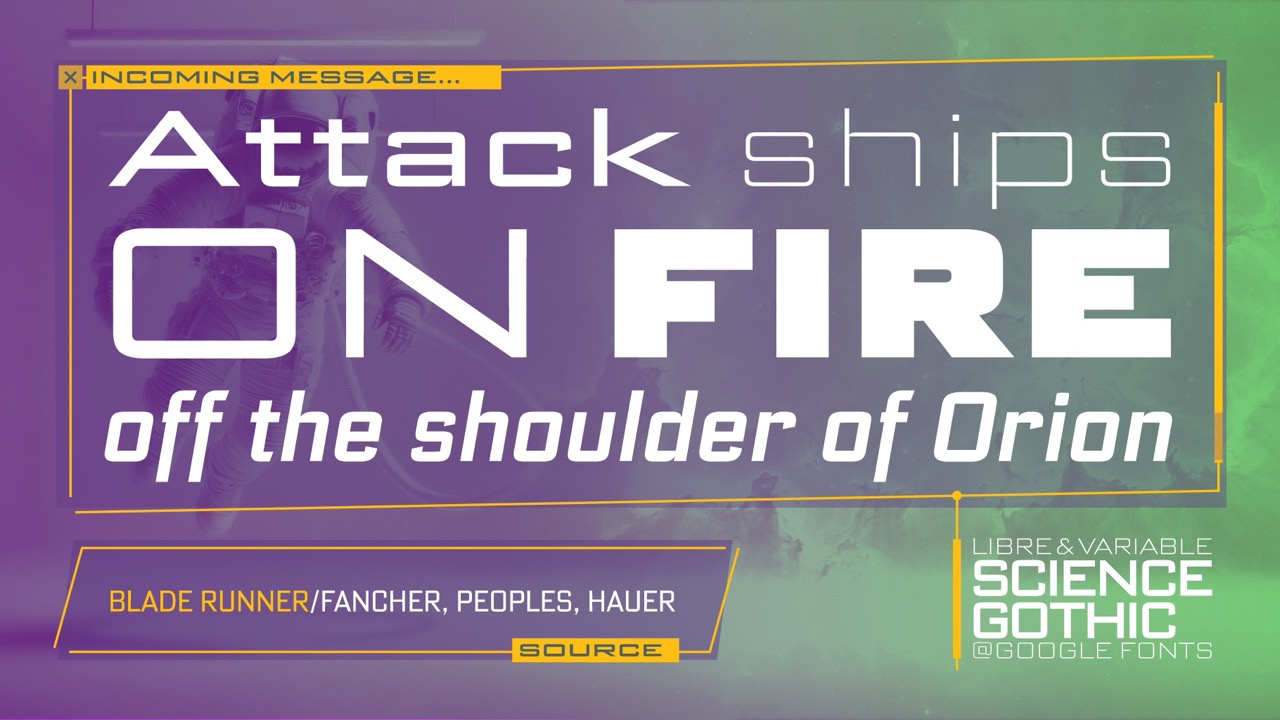 × INCOMING MESSAGE...
Attack ships
ON FIRE
off the shoulder of Orion
BLADE RUNNER/FANCHER, PEOPLES, HAUER
SOURCE
LIBRE & VARIABLE
SCIENCE
GOTHIC
@GOOGLE FONTS